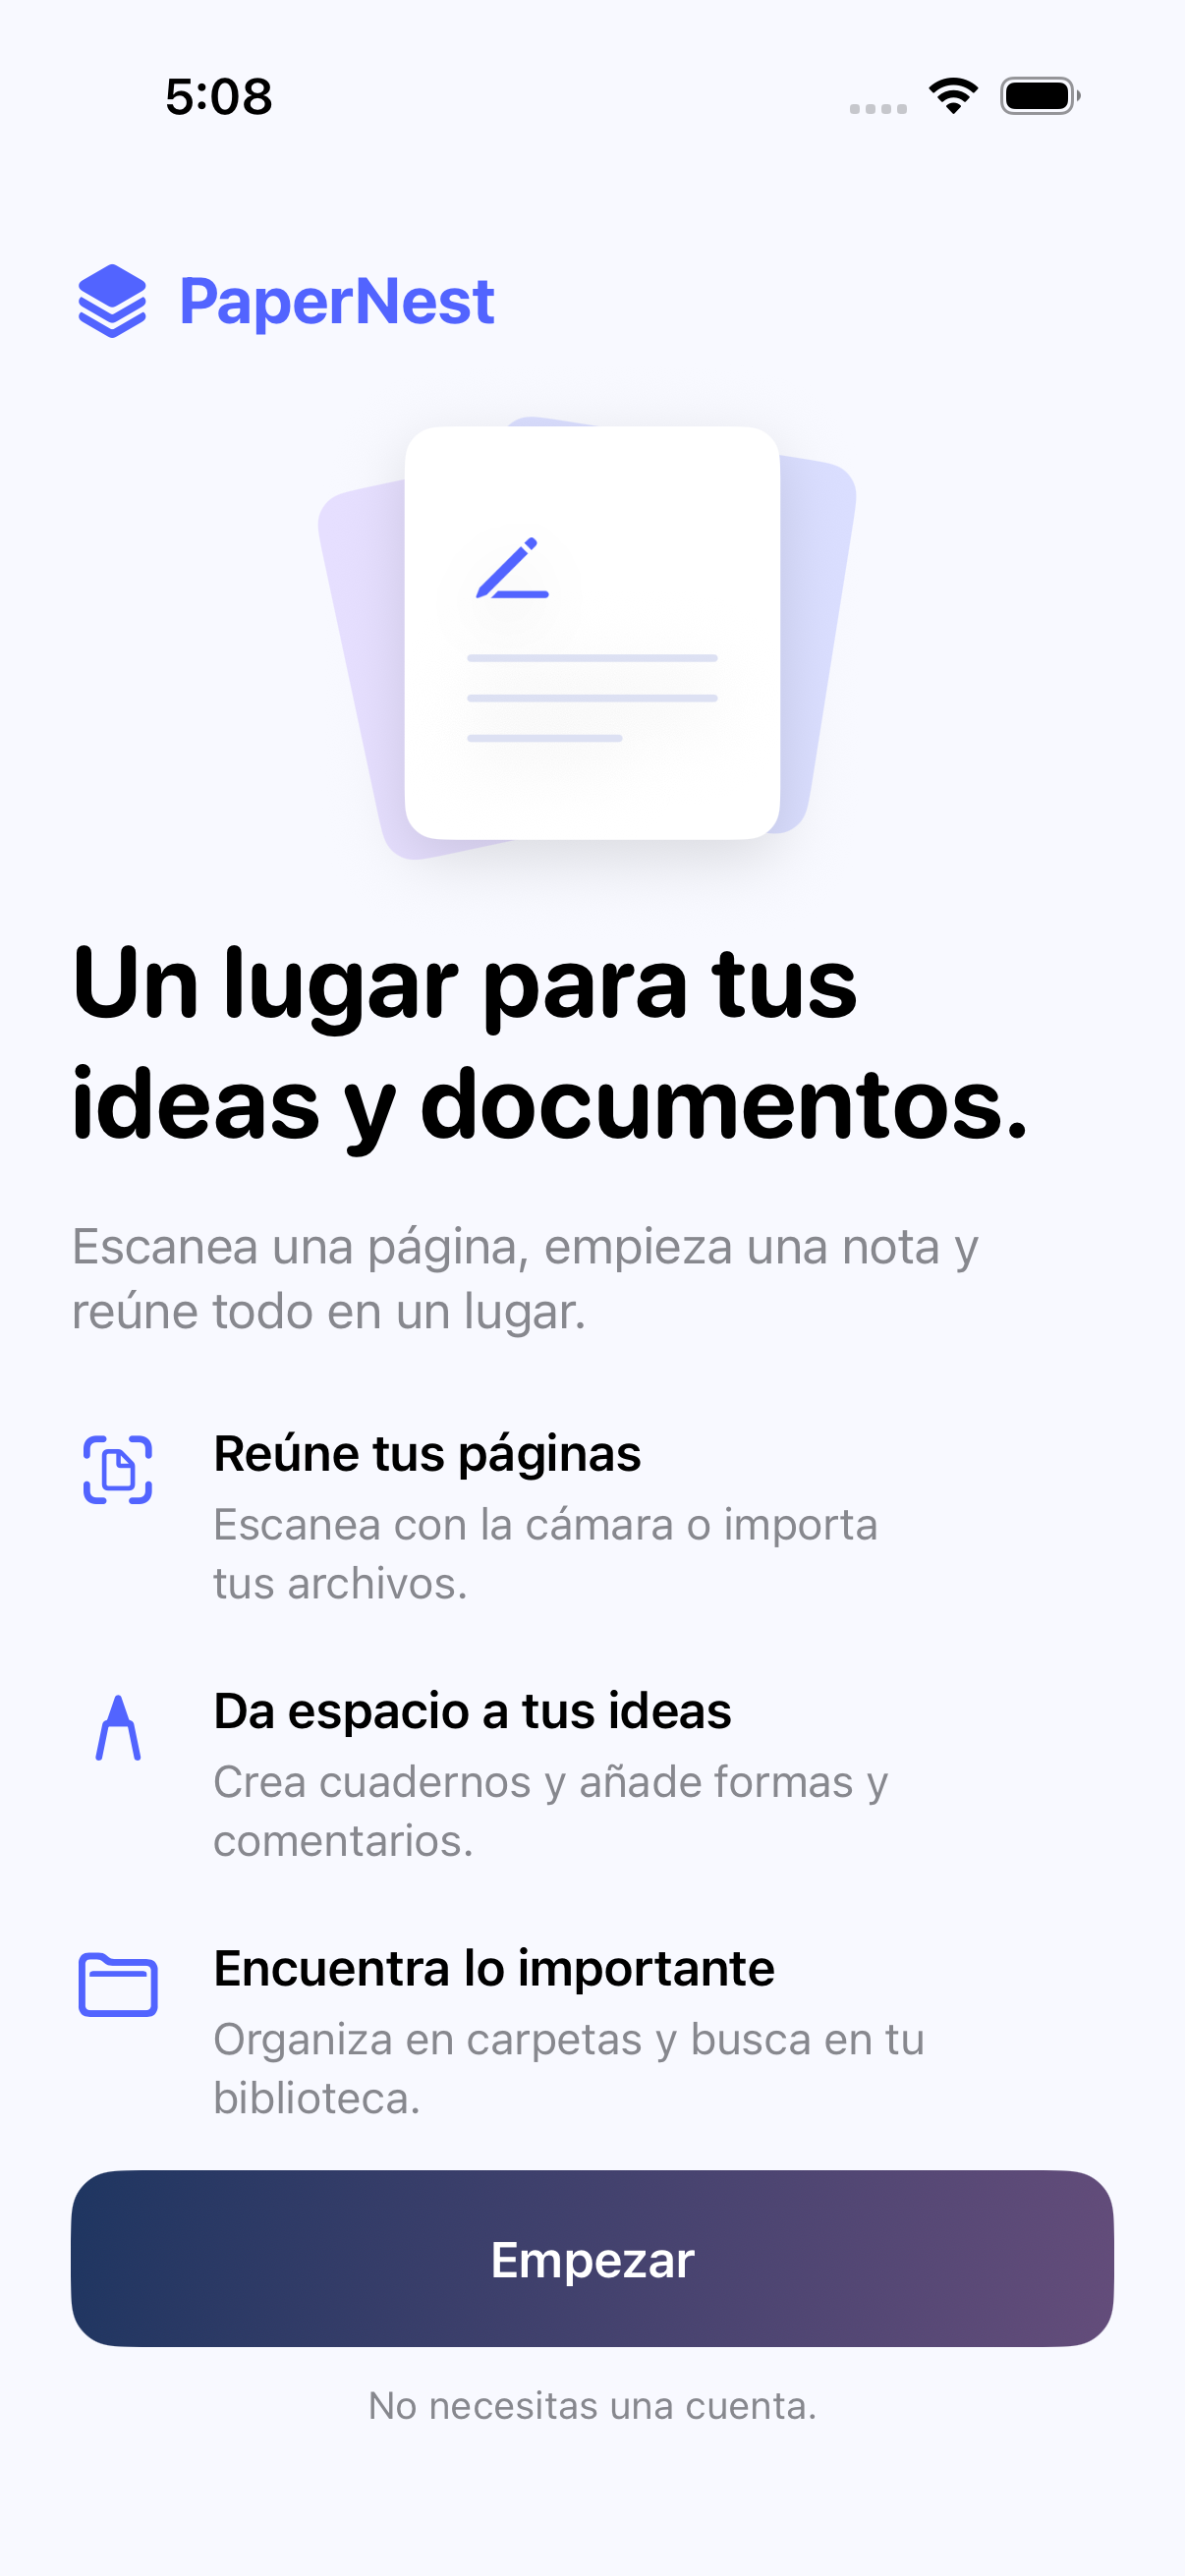 5:08
PaperNest
Un lugar para tus
ideas y documentos.
Escanea una página, empieza una nota y
reúne todo en un lugar.
Reúne tus páginas
Escanea con la cámara o importa
tus archivos.
Da espacio a tus ideas
Crea cuadernos y añade formas y
comentarios.
Encuentra lo importante
Organiza en carpetas y busca en tu
biblioteca.
Empezar
No necesitas una cuenta.